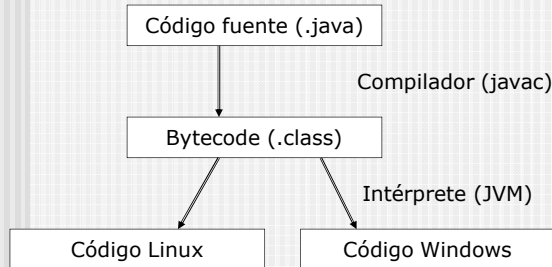 Código fuente (.java)
Compilador (javac)
Bytecode (.class)
Intérprete (JVM)
Código Linux
Código Windows